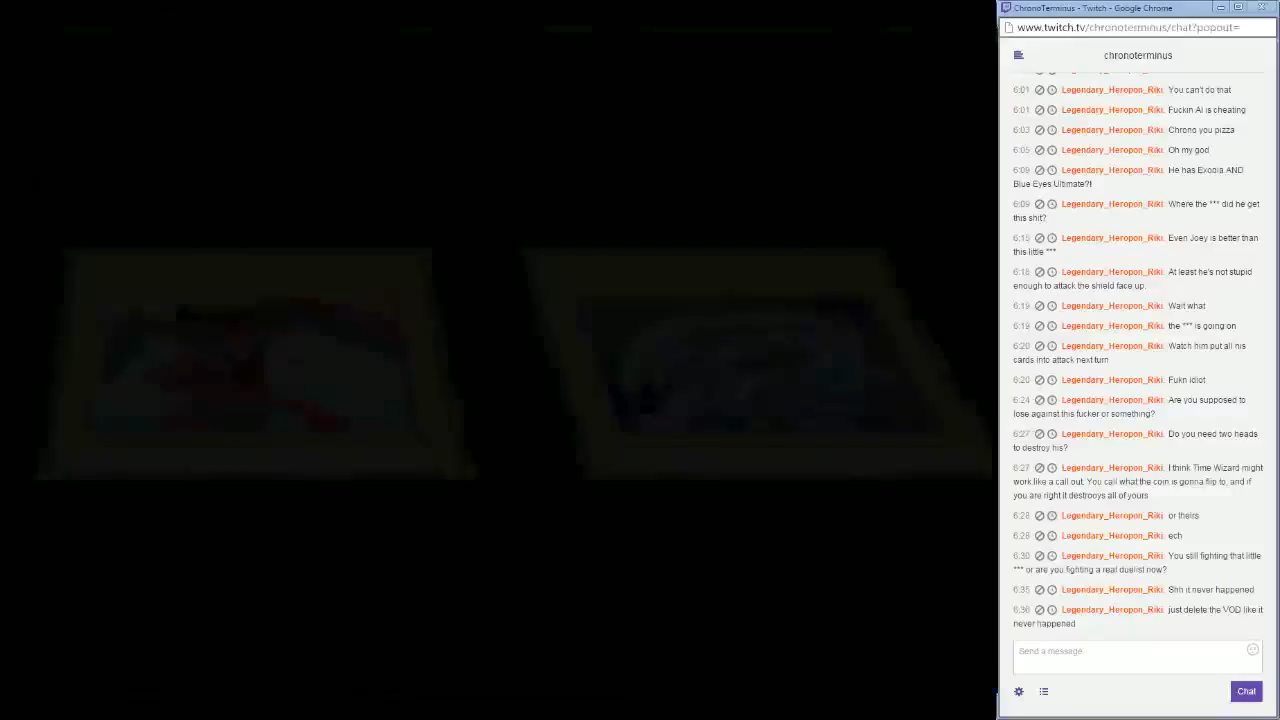 ChronoTerminus - Twitch - Google Chrome
www.twitch.tv/chronoterminus/chat?popout=
chronoterminus
6:01 Legendary_Heropon_Riki: You can't do that
6:01 Legendary_Heropon_Riki: Fuckin AI is cheating
6:03 Legendary_Heropon_Riki: Chrono you pizza
6:05 Legendary_Heropon_Riki: Oh my god
6:09 Legendary_Heropon_Riki: He has Exodia AND
Blue Eyes Ultimate?!
6:09 Legendary_Heropon_Riki: Where the *** did he get
this shit?
6:15 Legendary_Heropon_Riki: Even Joey is better than
this little ***
6:18 Legendary_Heropon_Riki: At least he's not stupid
enough to attack the shield face up.
6:19 Legendary_Heropon_Riki: Wait what
6:19 Legendary_Heropon_Riki: the *** is going on
6:20 Legendary_Heropon_Riki: Watch him put all his
cards into attack next turn
6:20 Legendary_Heropon_Riki: Fukn idiot
6:24 Legendary_Heropon_Riki: Are you supposed to
lose against this fucker or something?
6:27 Legendary_Heropon_Riki: Do you need two heads
to destroy his?
6:27 Legendary_Heropon_Riki: I think Time Wizard might
work like a call out. You call what the coin is gonna flip to, and if
you are right it destrooys all of yours
6:28 Legendary_Heropon_Riki: or theirs
6:28 Legendary_Heropon_Riki: ech
6:30 Legendary_Heropon_Riki: You still fighting that little
*** or are you fighting a real duelist now?
6:35 Legendary_Heropon_Riki: Shh it never happened
6:36 Legendary_Heropon_Riki: just delete the VOD like it
never happened
Send a message
Chat